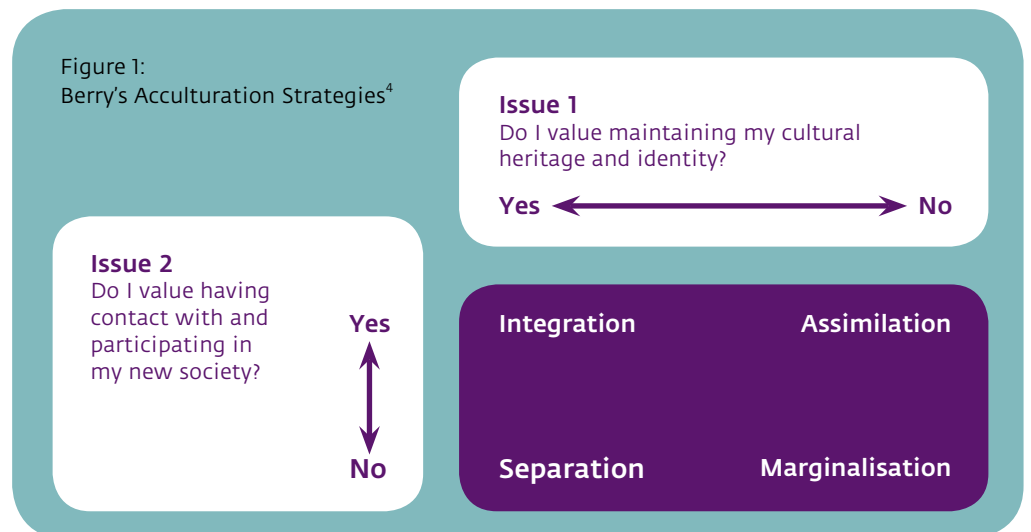 Figure 1:
Berry's Acculturation Strategies⁴
Issue 1
Do I value maintaining my cultural
heritage and identity?
Yes No
Issue 2
Do I value having
contact with and
participating in
my new society?
Yes
No
Integration Assimilation
Separation Marginalisation